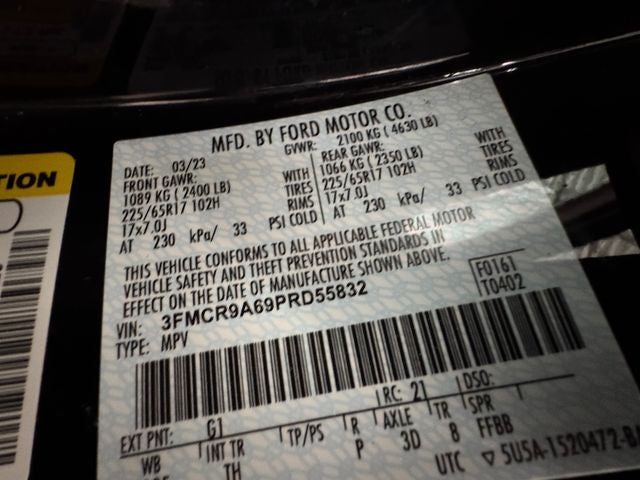 TION
MFD. BY FORD MOTOR CO.
DATE: 03/23 GVWR: 2100 KG ( 4630 LB)
FRONT GAWR: WITH REAR GAWR: WITH
1089 KG ( 2400 LB) TIRES 1066 KG ( 2350 LB) TIRES
225/65R17 102H RIMS 225/65R17 102H RIMS
17x7.0J PSI COLD 17x7.0J PSI COLD
AT 230 kPa/ 33 AT 230 kPa/ 33
THIS VEHICLE CONFORMS TO ALL APPLICABLE FEDERAL MOTOR
VEHICLE SAFETY AND THEFT PREVENTION STANDARDS IN
EFFECT ON THE DATE OF MANUFACTURE SHOWN ABOVE.
VIN: 3FMCR9A69PRD55832 F0161
TYPE: MPV T0402
EXT PNT: G1 RC: 21 DSO:
WB INT TR TP/PS R AXLE TR SPR
TH P 3D 8 FFBB
UTC ▽ 5U5A-1520472-BA